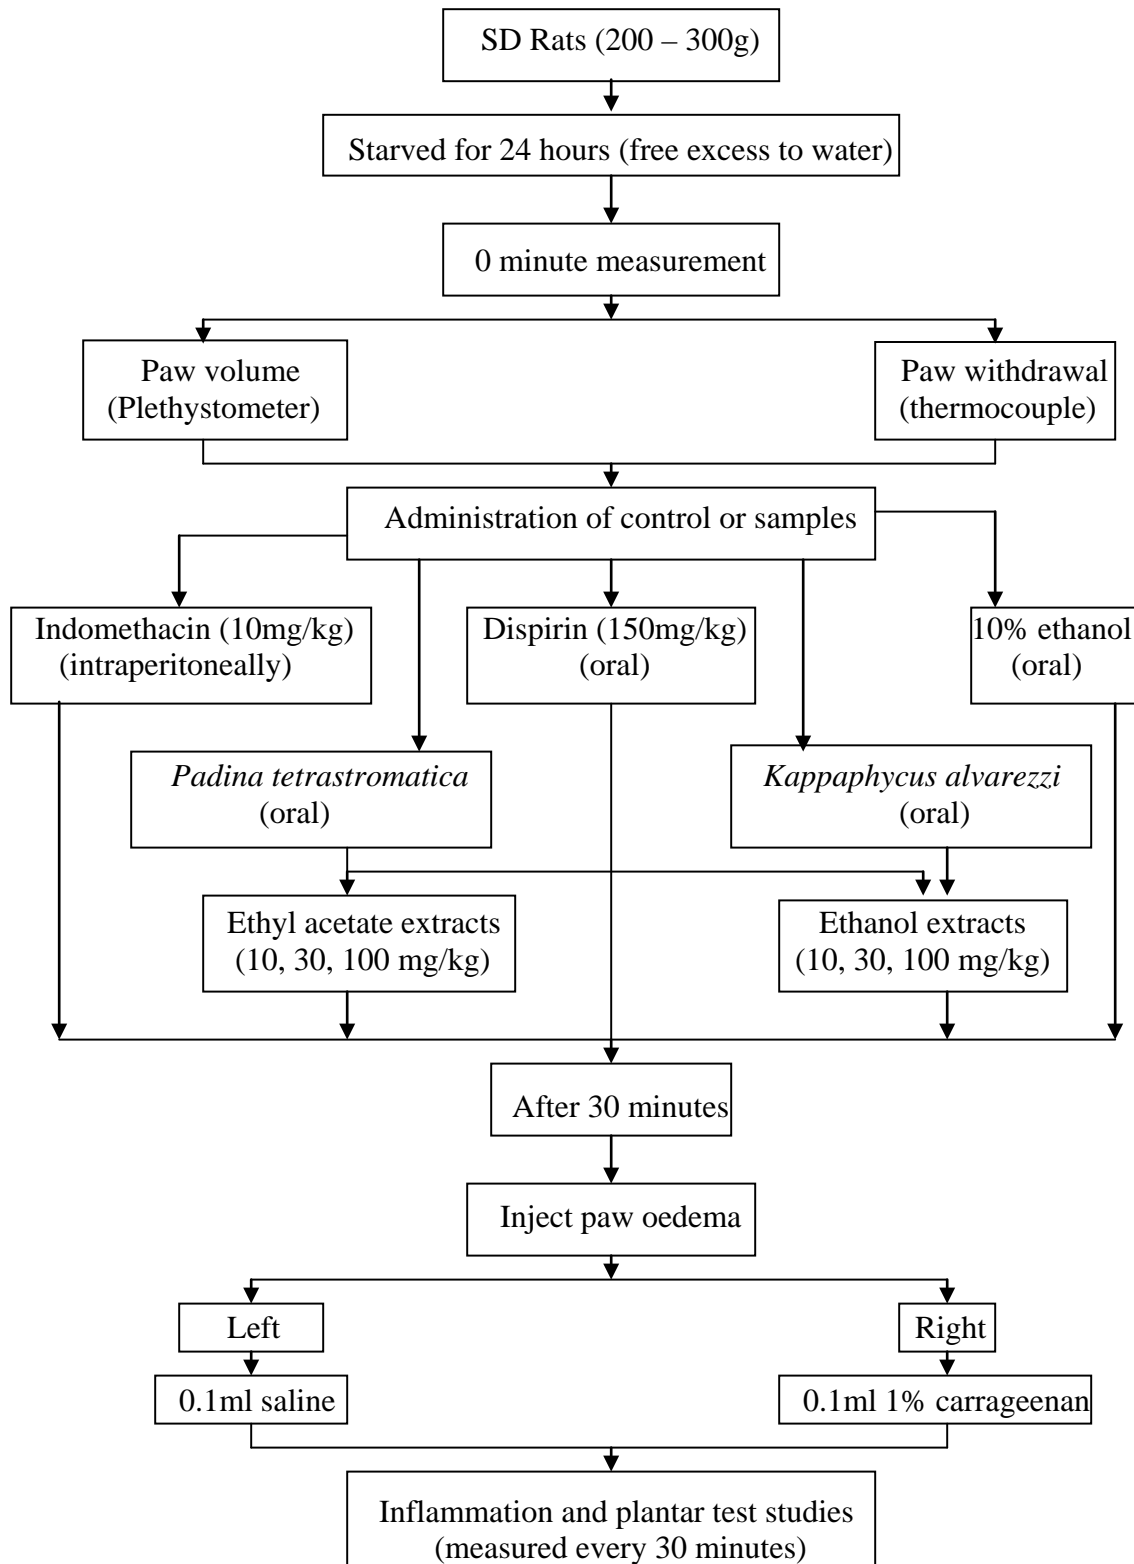 SD Rats (200 – 300g)
Starved for 24 hours (free excess to water)
0 minute measurement
Paw volume
(Plethystometer)
Paw withdrawal
(thermocouple)
Administration of control or samples
Indomethacin (10mg/kg)
(intraperitoneally)
Dispirin (150mg/kg)
(oral)
10% ethanol
(oral)
Padina tetrastromatica
(oral)
Kappaphycus alvarezzi
(oral)
Ethyl acetate extracts
(10, 30, 100 mg/kg)
Ethanol extracts
(10, 30, 100 mg/kg)
After 30 minutes
Inject paw oedema
Left
Right
0.1ml saline
0.1ml 1% carrageenan
Inflammation and plantar test studies
(measured every 30 minutes)